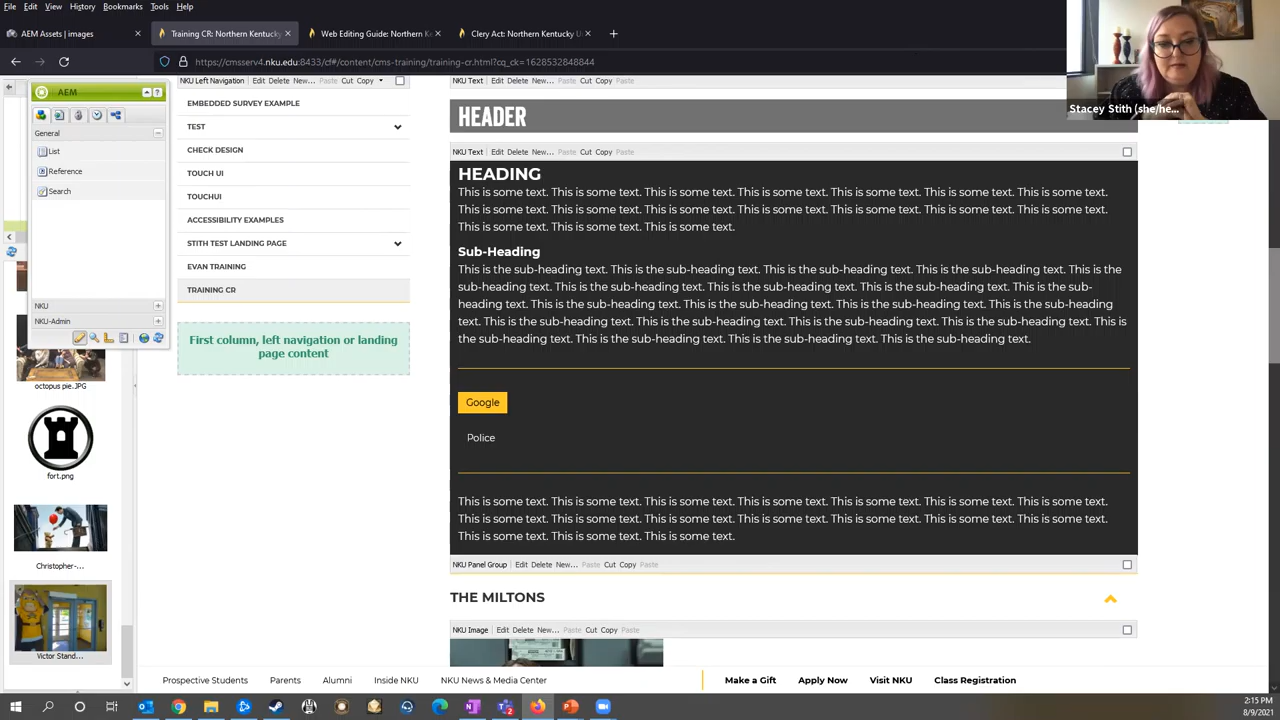 File Edit View History Bookmarks Tools Help
AEM Assets | images
Training CR: Northern Kentucky
Web Editing Guide: Northern Ke
Clery Act: Northern Kentucky U
https://cmsserv4.nku.edu:8433/cf#/content/cms-training/training-cr.html?cq_ck=1628532848844
Stacey Stith (she/he...
AEM
General
List
Reference
Search
NKU
NKU-Admin
octopus pie.JPG
fort.png
Christopher-...
Victor Stand...
NKU Left Navigation Edit Delete New... Paste Cut Copy
EMBEDDED SURVEY EXAMPLE
TEST
CHECK DESIGN
TOUCH UI
TOUCHUI
ACCESSIBILITY EXAMPLES
STITH TEST LANDING PAGE
EVAN TRAINING
TRAINING CR
First column, left navigation or landing
page content
NKU Text Edit Delete New... Paste Cut Copy Paste
HEADER
NKU Text Edit Delete New... Paste Cut Copy Paste
HEADING
This is some text. This is some text. This is some text. This is some text. This is some text. This is some text. This is some text.
This is some text. This is some text. This is some text. This is some text. This is some text. This is some text. This is some text.
This is some text. This is some text. This is some text.
Sub-Heading
This is the sub-heading text. This is the sub-heading text. This is the sub-heading text. This is the sub-heading text. This is the
sub-heading text. This is the sub-heading text. This is the sub-heading text. This is the sub-heading text. This is the sub-
heading text. This is the sub-heading text. This is the sub-heading text. This is the sub-heading text. This is the sub-heading
text. This is the sub-heading text. This is the sub-heading text. This is the sub-heading text. This is the sub-heading text. This is
the sub-heading text. This is the sub-heading text. This is the sub-heading text. This is the sub-heading text.
Google
Police
This is some text. This is some text. This is some text. This is some text. This is some text. This is some text. This is some text.
This is some text. This is some text. This is some text. This is some text. This is some text. This is some text. This is some text.
This is some text. This is some text. This is some text.
NKU Panel Group Edit Delete New... Paste Cut Copy Paste
THE MILTONS
NKU Image Edit Delete New... Paste Cut Copy Paste
Prospective Students Parents Alumni Inside NKU NKU News & Media Center Make a Gift Apply Now Visit NKU Class Registration
2:15 PM
8/9/2021